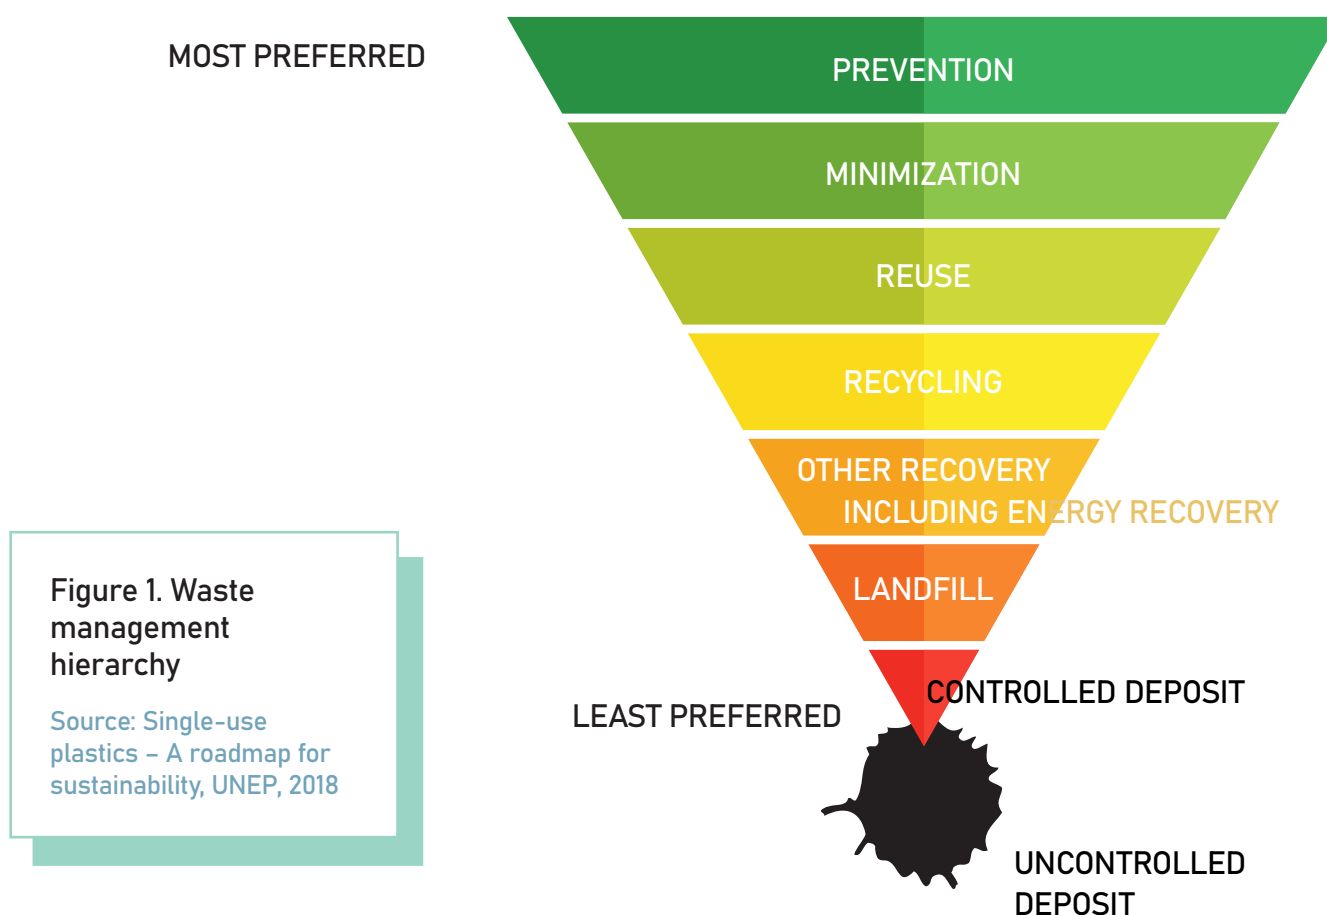 MOST PREFERRED
PREVENTION
MINIMIZATION
REUSE
RECYCLING
OTHER RECOVERY
INCLUDING ENERGY RECOVERY
LANDFILL
CONTROLLED DEPOSIT
LEAST PREFERRED
UNCONTROLLED
DEPOSIT
Figure 1. Waste
management
hierarchy
Source: Single-use
plastics – A roadmap for
sustainability, UNEP, 2018